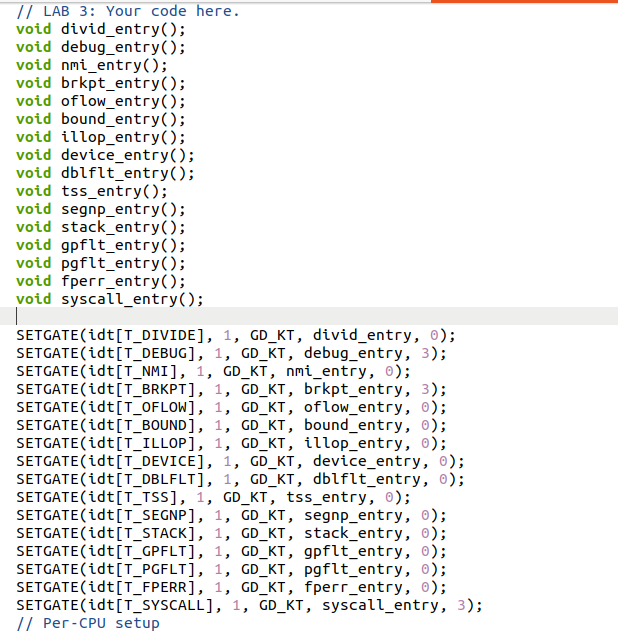 // LAB 3: Your code here.
void divid_entry();
void debug_entry();
void nmi_entry();
void brkpt_entry();
void oflow_entry();
void bound_entry();
void illop_entry();
void device_entry();
void dblflt_entry();
void tss_entry();
void segnp_entry();
void stack_entry();
void gpflt_entry();
void pgflt_entry();
void fperr_entry();
void syscall_entry();
SETGATE(idt[T_DIVIDE], 1, GD_KT, divid_entry, 0);
SETGATE(idt[T_DEBUG], 1, GD_KT, debug_entry, 3);
SETGATE(idt[T_NMI], 1, GD_KT, nmi_entry, 0);
SETGATE(idt[T_BRKPT], 1, GD_KT, brkpt_entry, 3);
SETGATE(idt[T_OFLOW], 1, GD_KT, oflow_entry, 0);
SETGATE(idt[T_BOUND], 1, GD_KT, bound_entry, 0);
SETGATE(idt[T_ILLOP], 1, GD_KT, illop_entry, 0);
SETGATE(idt[T_DEVICE], 1, GD_KT, device_entry, 0);
SETGATE(idt[T_DBLFLT], 1, GD_KT, dblflt_entry, 0);
SETGATE(idt[T_TSS], 1, GD_KT, tss_entry, 0);
SETGATE(idt[T_SEGNP], 1, GD_KT, segnp_entry, 0);
SETGATE(idt[T_STACK], 1, GD_KT, stack_entry, 0);
SETGATE(idt[T_GPFLT], 1, GD_KT, gpflt_entry, 0);
SETGATE(idt[T_PGFLT], 1, GD_KT, pgflt_entry, 0);
SETGATE(idt[T_FPERR], 1, GD_KT, fperr_entry, 0);
SETGATE(idt[T_SYSCALL], 1, GD_KT, syscall_entry, 3);
// Per-CPU setup